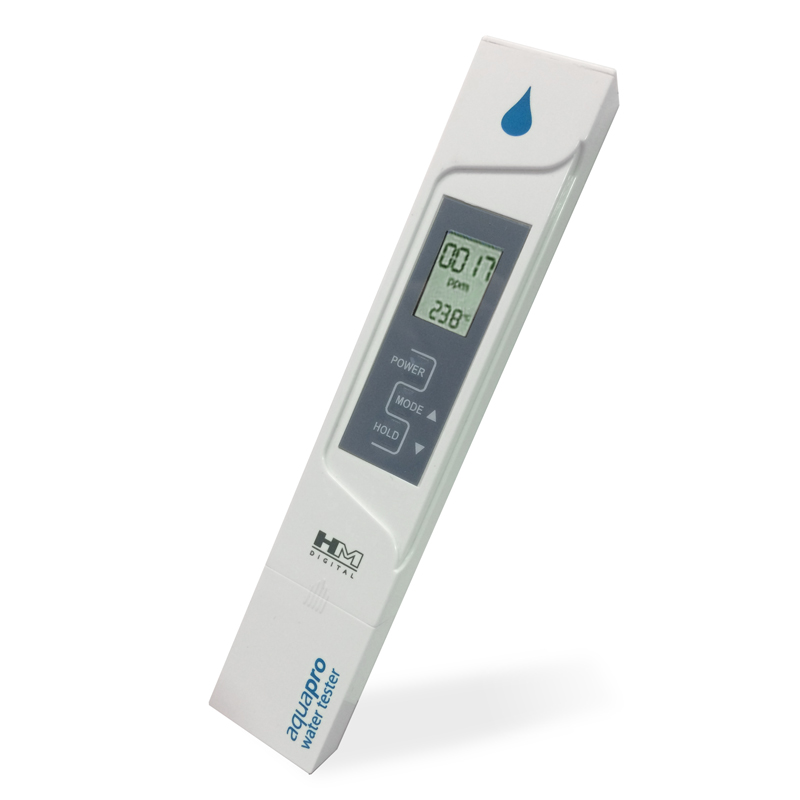 0017
ppm
23.8 °C
POWER
MODE ▲
HOLD ▼
HM
DIGITAL
aquapro
water tester